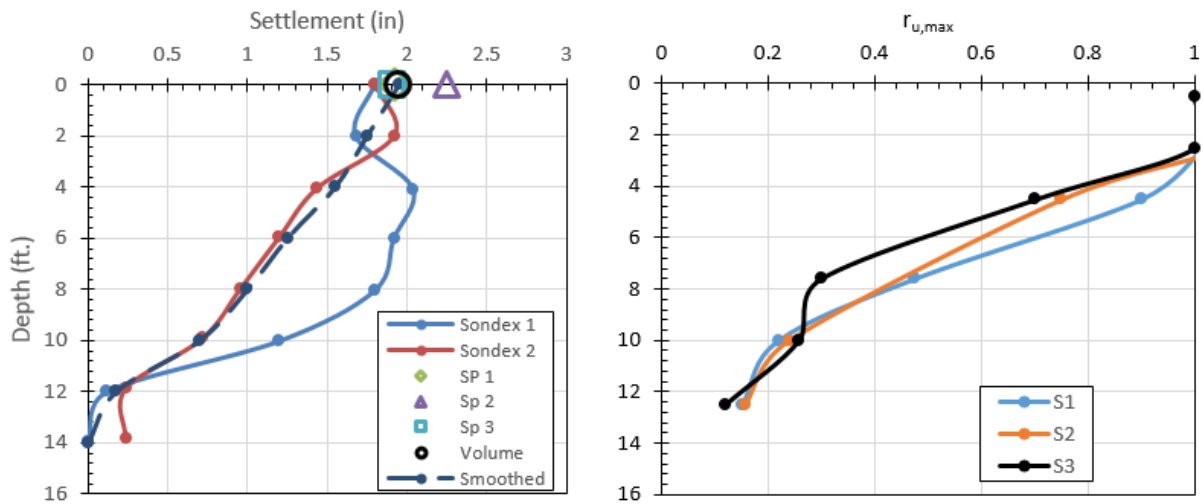 Settlement (in)
0 0.5 1 1.5 2 2.5 3
0
2
4
6
8
10
12
14
16
Depth (ft.)
Sondex 1
Sondex 2
SP 1
Sp 2
Sp 3
Volume
Smoothed
ru,max
0 0.2 0.4 0.6 0.8 1
0
2
4
6
8
10
12
14
16
S1
S2
S3